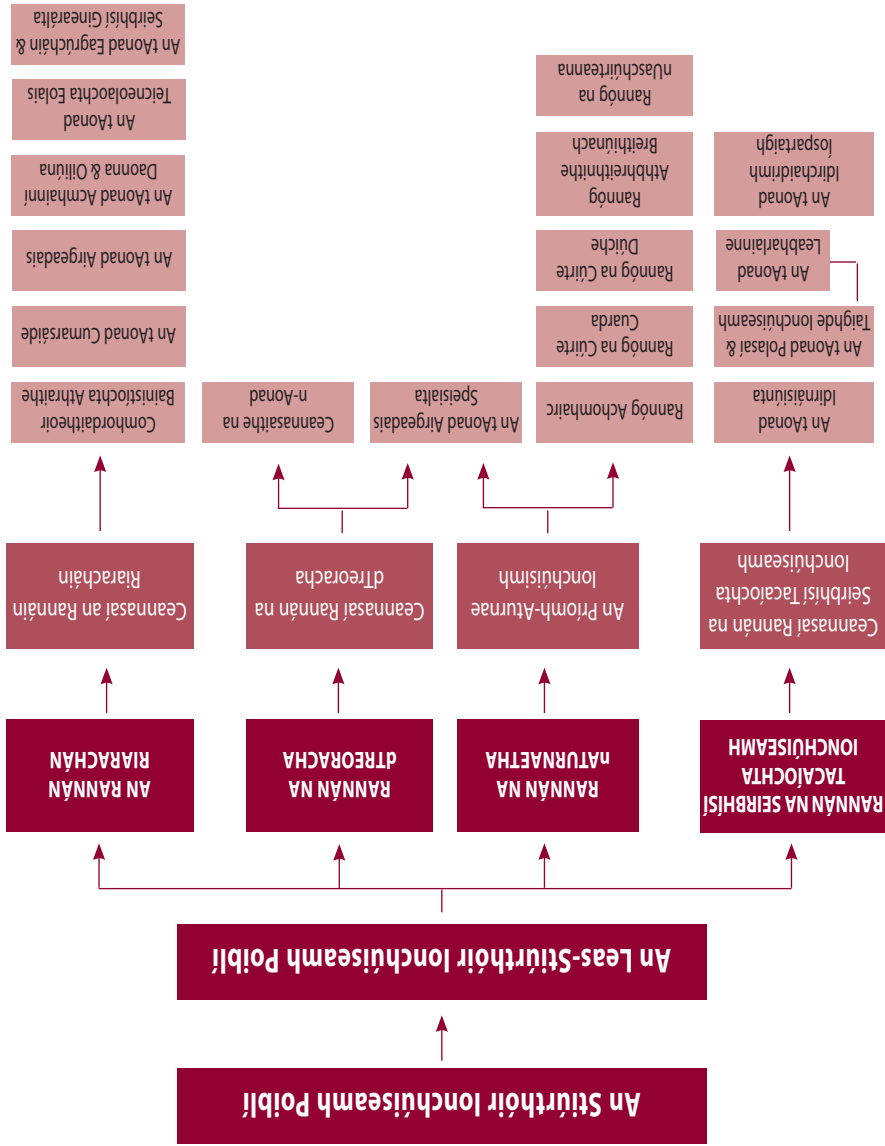 An Stiúrthóir Ionchúiseamh Poiblí
An Leas-Stiúrthóir Ionchúiseamh Poiblí
RANNÁN NA SEIRBHÍSÍ
TACAÍOCHTA
IONCHÚISEAMH
RANNÁN NA
nATURNAETHA
RANNÁN NA
dTREORACHA
AN RANNÁN
RIARACHÁN
Ceannasaí Rannán na
Seirbhísí Tacaíochta
Ionchúiseamh
An Príomh-Aturnae
Ionchúisimh
Ceannasaí Rannán na
dTreoracha
Ceannasaí an Rannáin
Riaracháin
An tAonad
Idirnáisiúnta
An tAonad Polasaí &
Taighde Ionchúiseamh
An tAonad
Leabharlainne
An tAonad
Idirchaidrimh
Íospartaigh
Rannóg Achomhairc
Rannóg na Cúirte
Cuarda
Rannóg na Cúirte
Dúiche
Rannóg
Athbhreithnithe
Breithiúnach
Rannóg na
nUaschúirteanna
An tAonad Airgeadais
Speisialta
Ceannasaithe na
n-Aonad
Comhordaitheoir
Bainistíochta Athraithe
An tAonad Cumarsáide
An tAonad Airgeadais
An tAonad Acmhainní
Daonna & Oiliúna
An tAonad
Teicneolaochta Eolais
An tAonad Eagrúcháin &
Seirbhísí Ginearálta